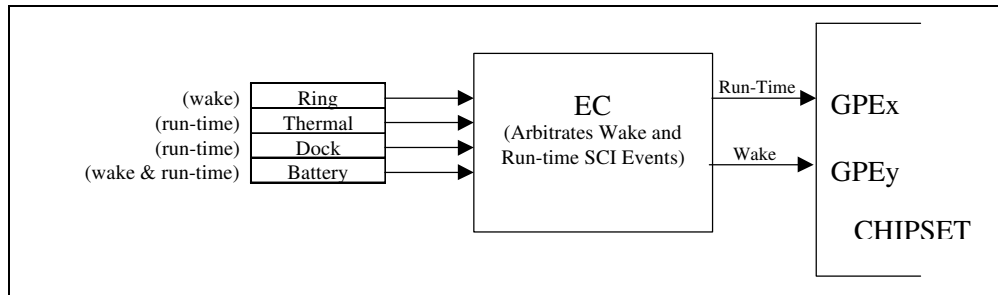 (wake) Ring
(run-time) Thermal
(run-time) Dock
(wake & run-time) Battery
EC
(Arbitrates Wake and
Run-time SCI Events)
Run-Time
Wake
GPEx
GPEy
CHIPSET